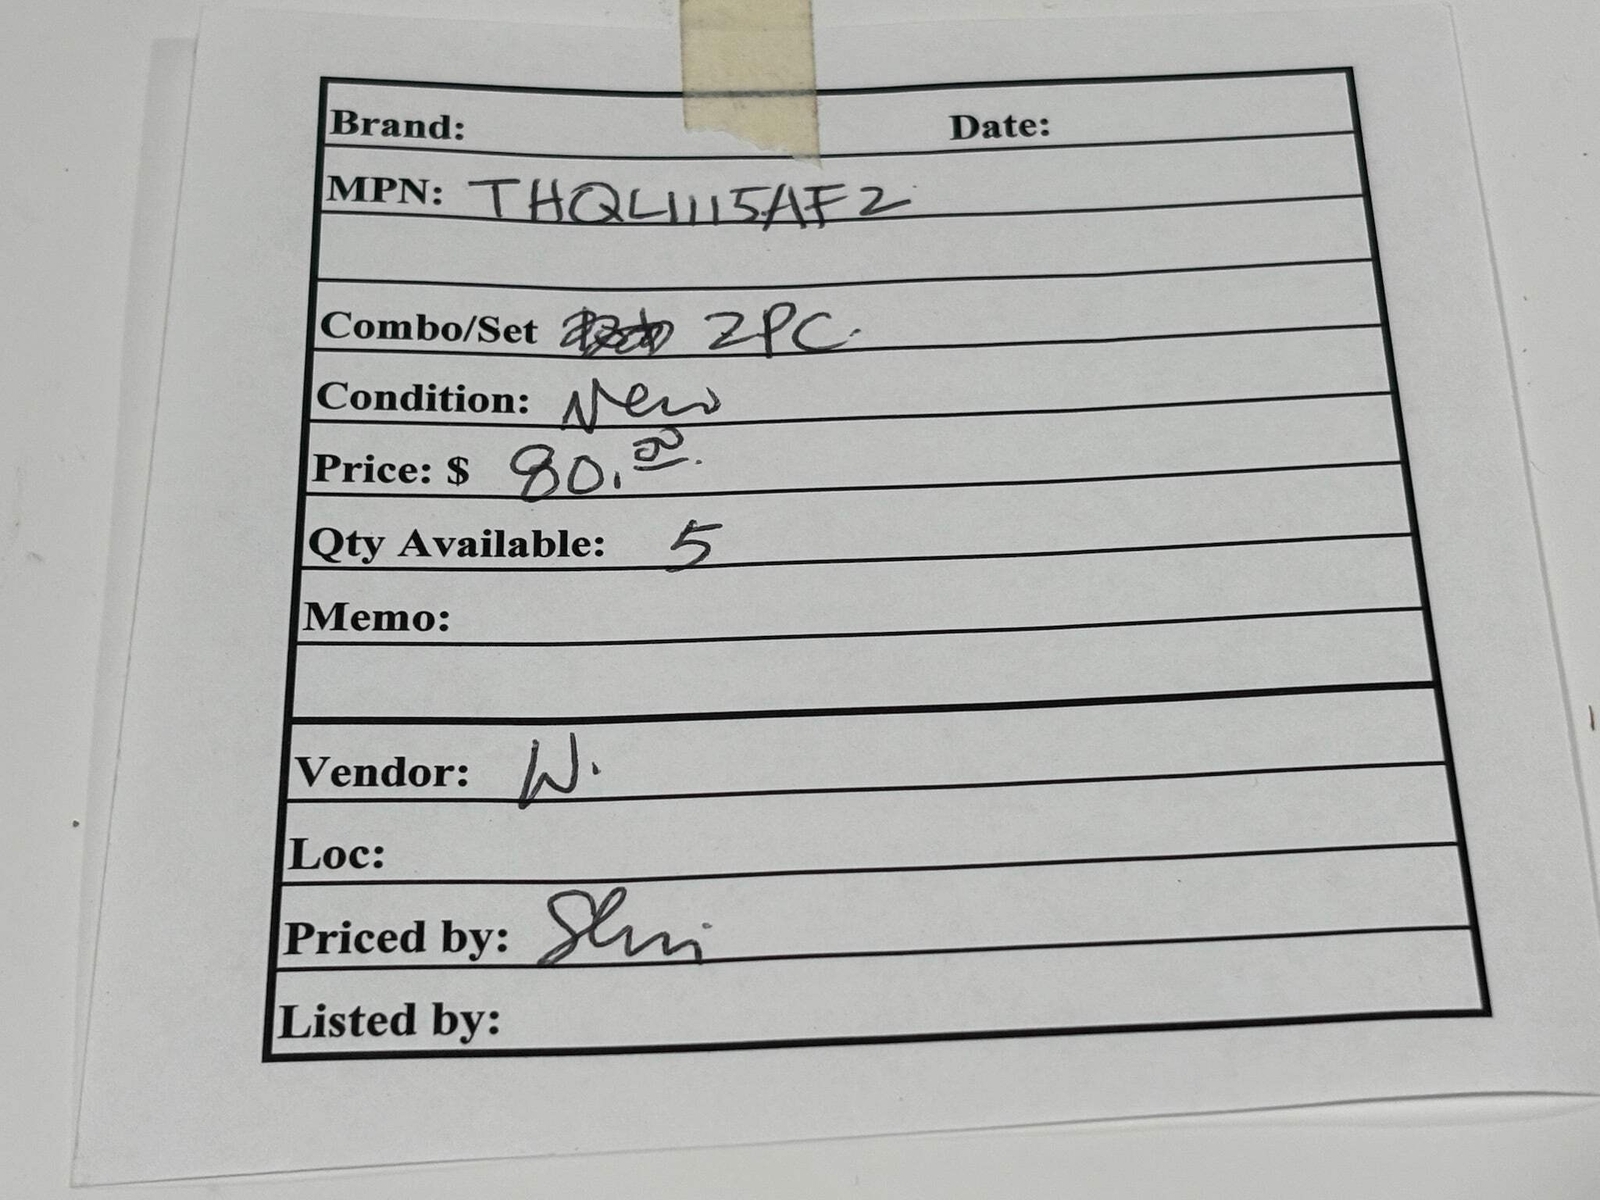 Brand: Date:
MPN: THQL1115AF2
Combo/Set 2PC.
Condition: New
Price: $ 80.00
Qty Available: 5
Memo:
Vendor: W.
Loc:
Priced by:
Listed by: